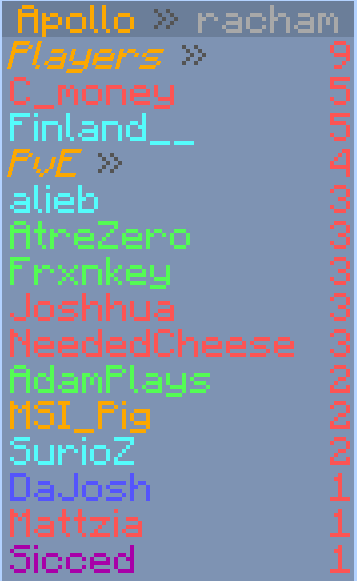 Apollo » racham
Players » 9
C_money 5
Finland__ 5
PvE » 4
alieb 3
AtreZero 3
Frxnkey 3
Joshhua 3
NeededCheese 3
AdamPlays 2
MSI_Pig 2
SurioZ 2
DaJosh 1
Mattzia 1
Sicced 1